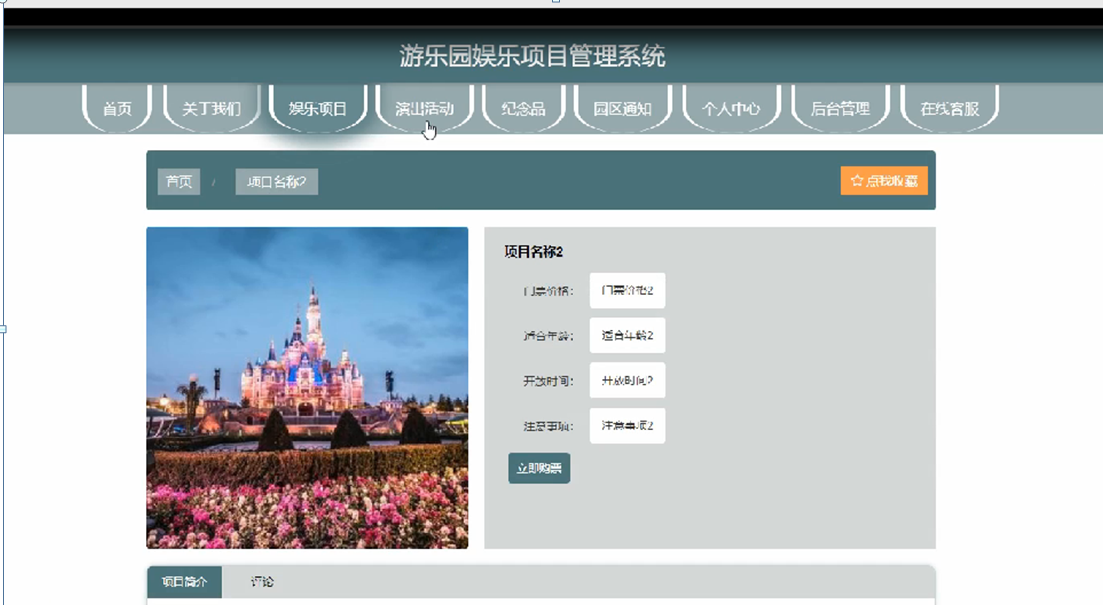 游乐园娱乐项目管理系统
首页 关于我们 娱乐项目 演出活动 纪念品 园区通知 个人中心 后台管理 在线客服
首页 / 项目名称2 ☆点我收藏
项目名称2
门票价格: 门票价格2
适合年龄: 适合年龄2
开放时间: 开放时间2
注意事项: 注意事项2
立即购票
项目简介 评论